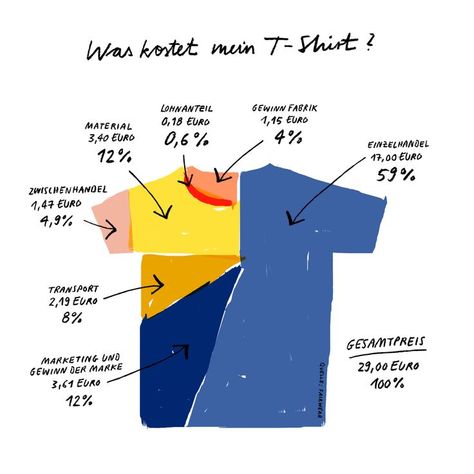 Was kostet mein T-Shirt?
LOHNANTEIL
0,18 EURO
0,6%
GEWINN FABRIK
1,15 EURO
4%
MATERIAL
3,40 EURO
12%
EINZELHANDEL
17,00 EURO
59%
ZWISCHENHANDEL
1,47 EURO
4,9%
TRANSPORT
2,19 EURO
8%
MARKETING UND
GEWINN DER MARKE
3,61 EURO
12%
GESAMTPREIS
29,00 EURO
100%
QUELLE: FAIRWEAR